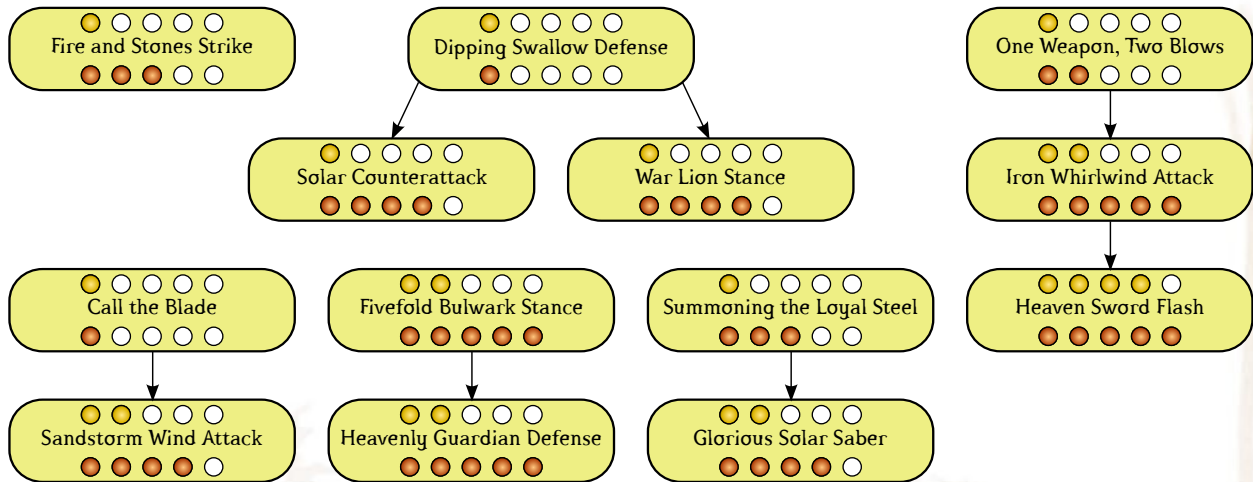 Fire and Stones Strike
Dipping Swallow Defense
One Weapon, Two Blows
Solar Counterattack
War Lion Stance
Iron Whirlwind Attack
Call the Blade
Fivefold Bulwark Stance
Summoning the Loyal Steel
Heaven Sword Flash
Sandstorm Wind Attack
Heavenly Guardian Defense
Glorious Solar Saber